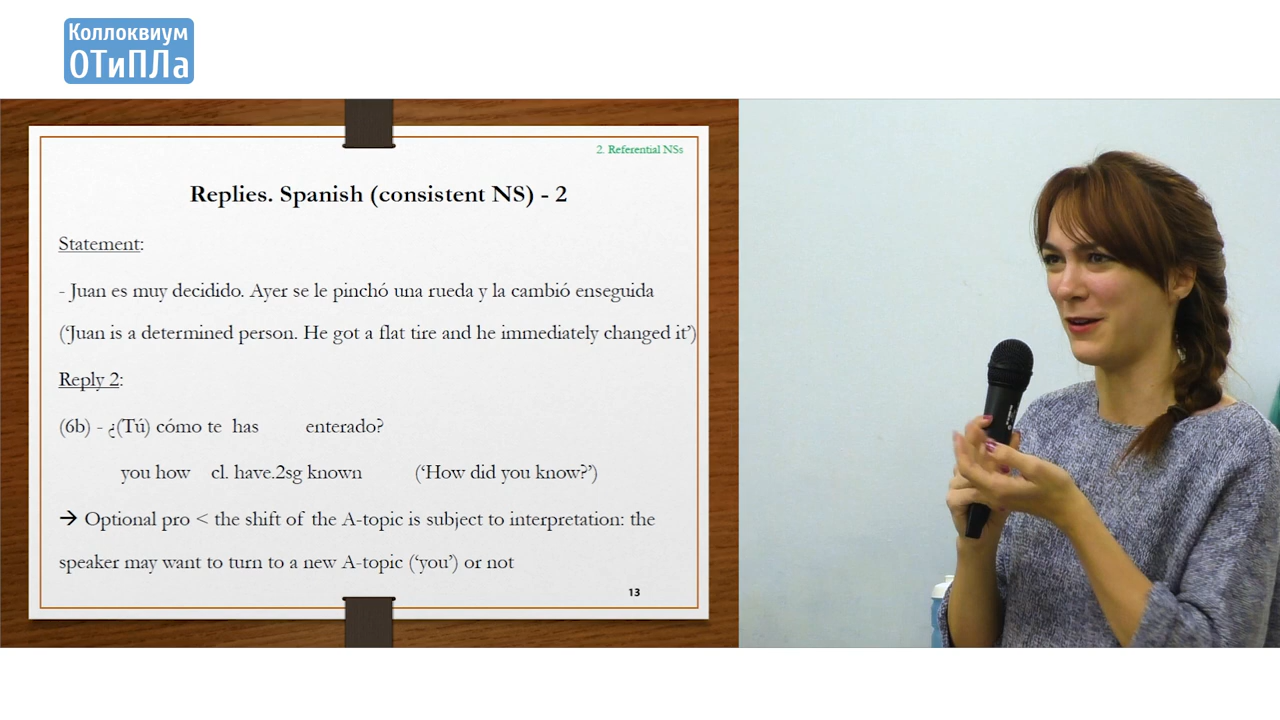 Коллоквиум
ОТиПЛа
2. Referential NSs
Replies. Spanish (consistent NS) - 2
Statement:
- Juan es muy decidido. Ayer se le pinchó una rueda y la cambió enseguida
(‘Juan is a determined person. He got a flat tire and he immediately changed it’)
Reply 2:
(6b) - ¿(Tú) cómo te has enterado?
you how cl. have.2sg known (‘How did you know?’)
→ Optional pro < the shift of the A-topic is subject to interpretation: the
speaker may want to turn to a new A-topic (‘you’) or not
13